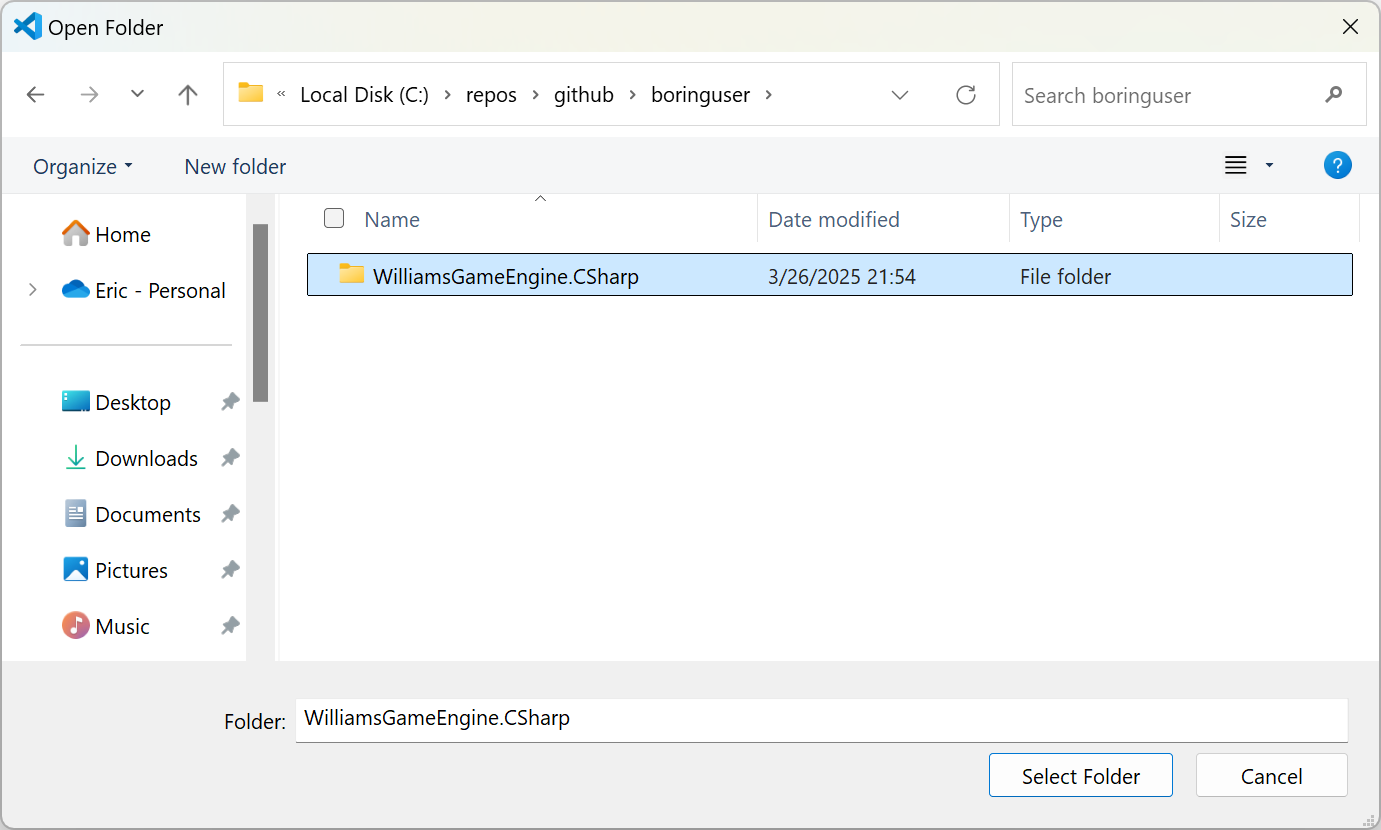 Open Folder
« Local Disk (C:) › repos › github › boringuser ›
Search boringuser
Organize
New folder
?
Name
Date modified
Type
Size
Home
Eric - Personal
Desktop
Downloads
Documents
Pictures
Music
WilliamsGameEngine.CSharp 3/26/2025 21:54 File folder
Folder: WilliamsGameEngine.CSharp
Select Folder
Cancel